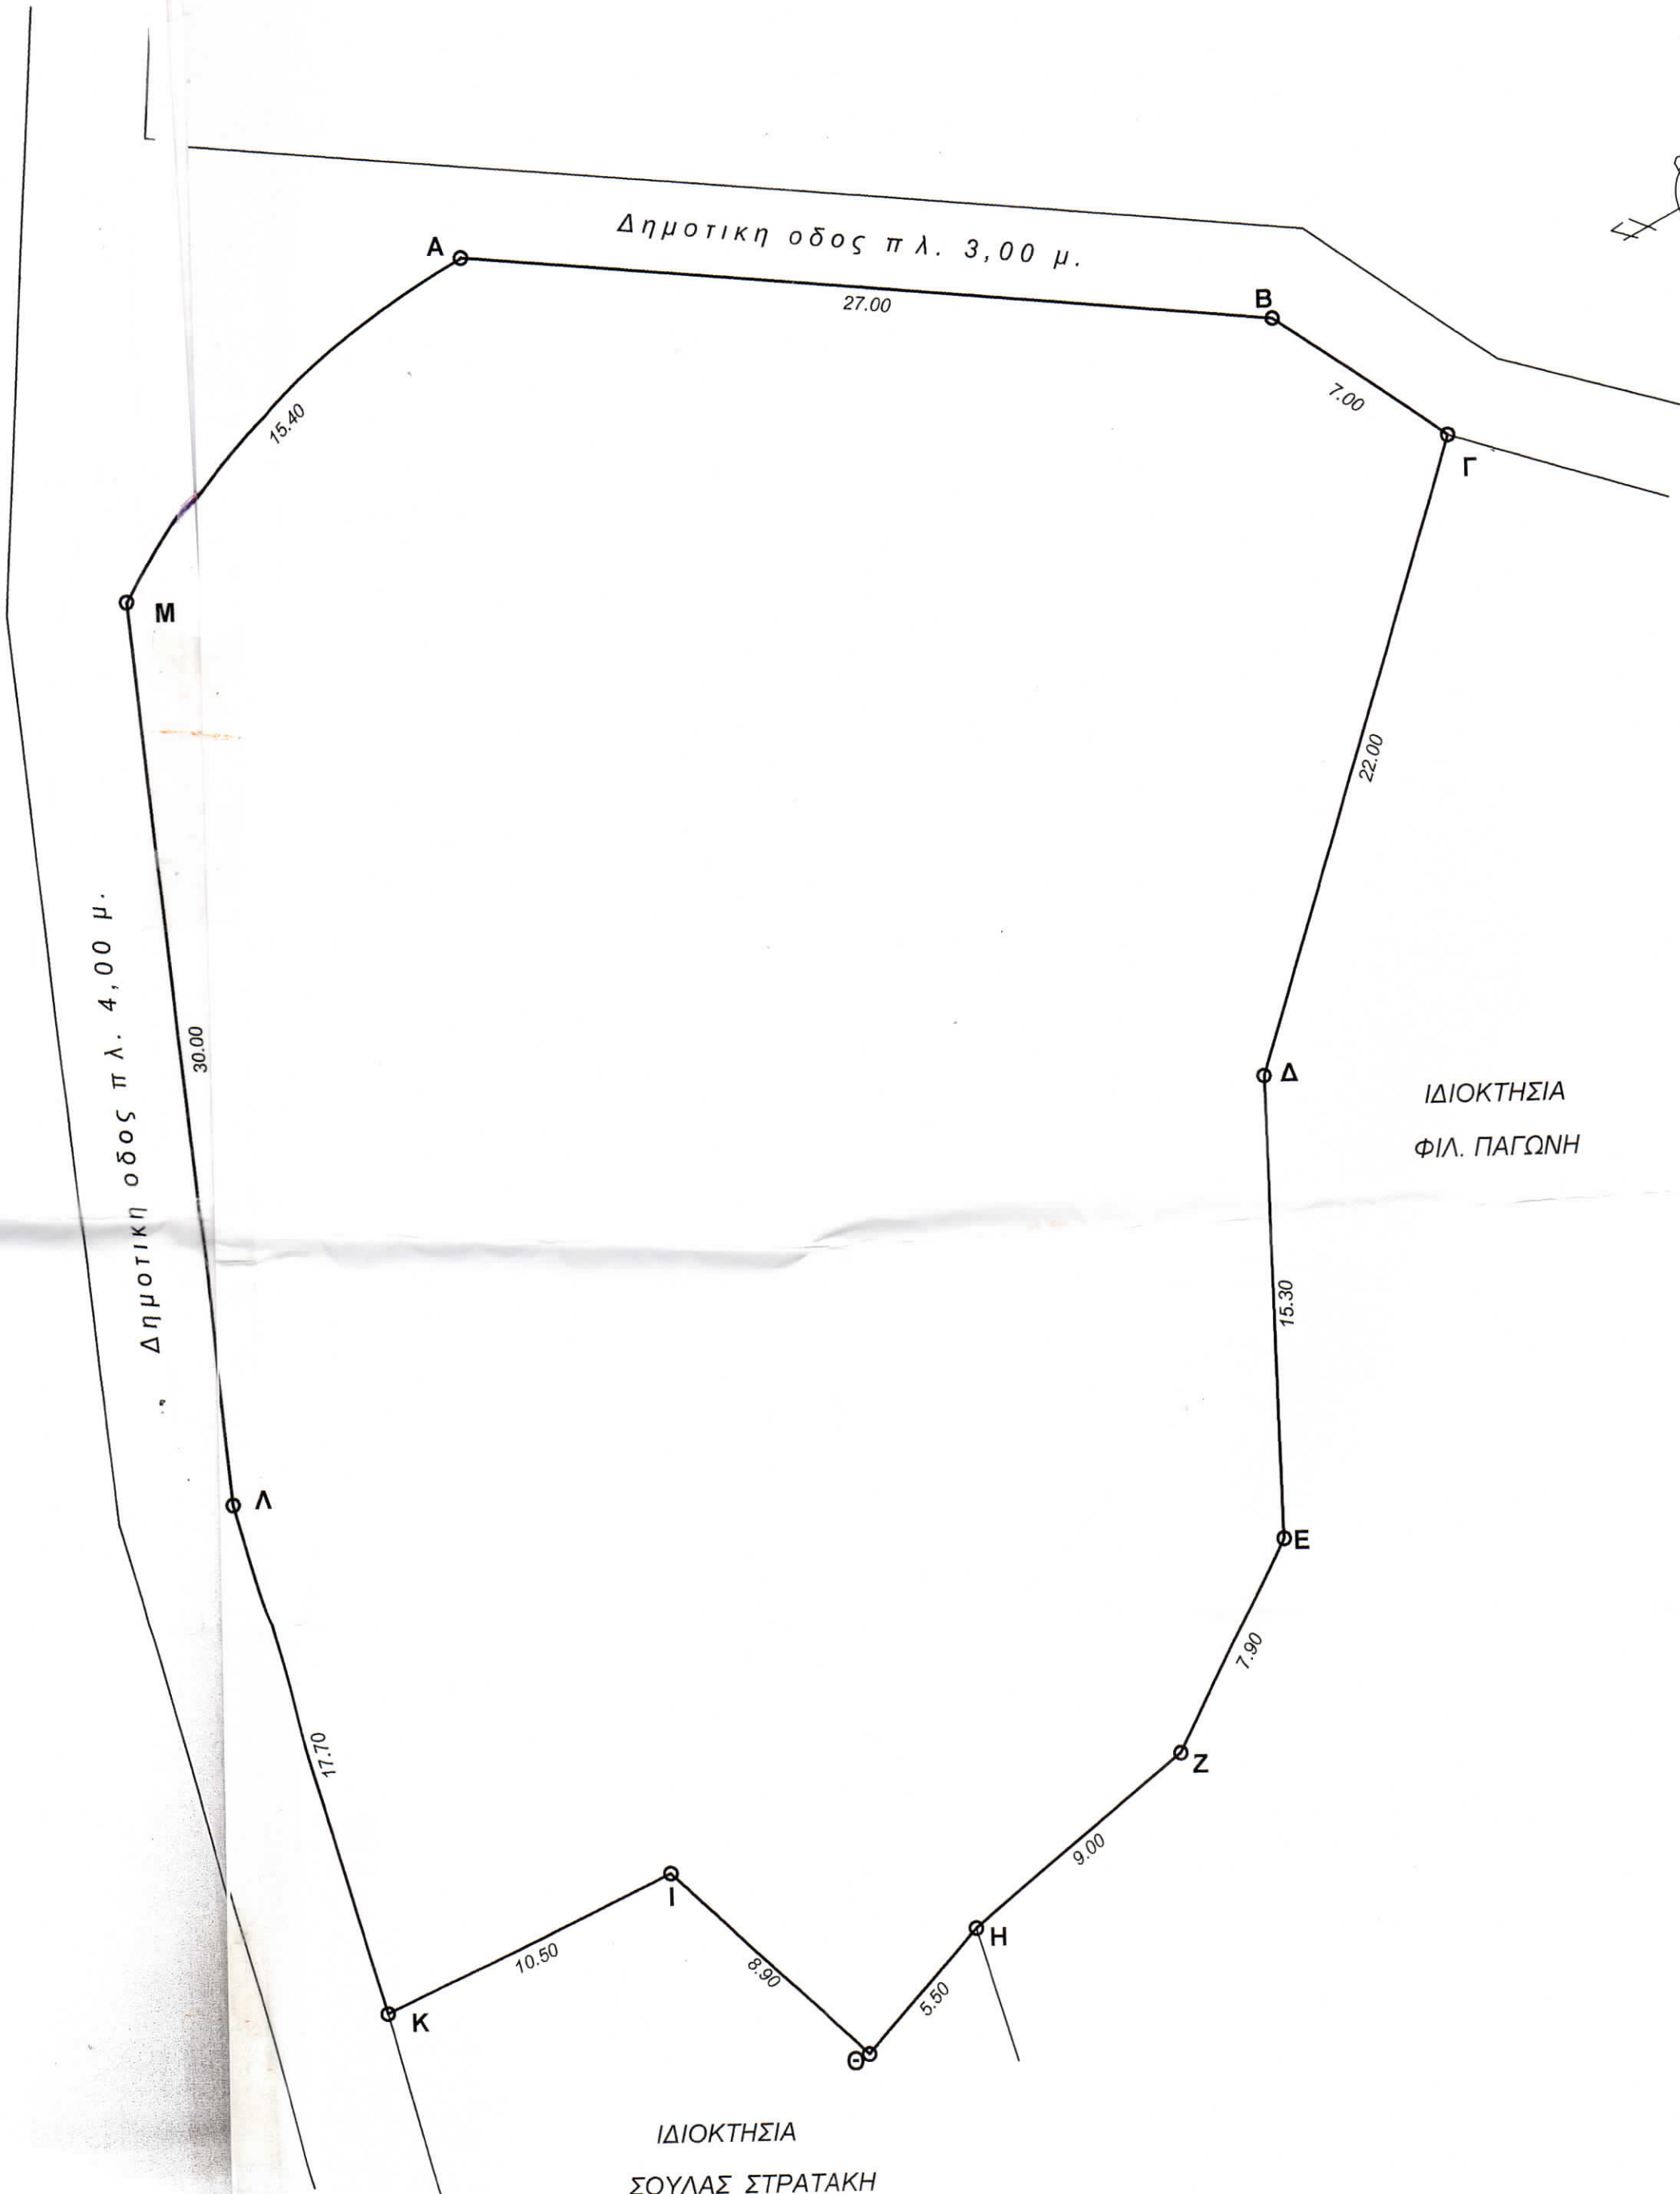 Δημοτικη οδος πλ. 3,00 μ.
Α
27.00
Β
7.00
Γ
15.40
Μ
22.00
Δημοτικη οδος πλ. 4,00 μ.
30.00
Δ
ΙΔΙΟΚΤΗΣΙΑ
ΦΙΛ. ΠΑΓΩΝΗ
15.30
Λ
Ε
7.90
17.70
Ζ
9.00
Ι
Η
10.50
8.90
5.50
Κ
Θ
ΙΔΙΟΚΤΗΣΙΑ
ΣΟΥΛΑΣ ΣΤΡΑΤΑΚΗ